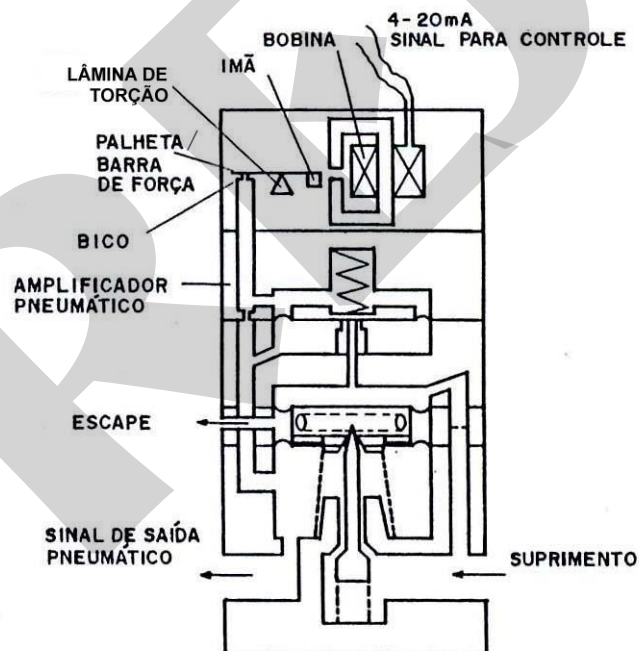 4-20mA
SINAL PARA CONTROLE
BOBINA
IMÃ
LÂMINA DE
TORÇÃO
PALHETA
BARRA
DE FORÇA
BICO
AMPLIFICADOR
PNEUMÁTICO
ESCAPE
SINAL DE SAÍDA
PNEUMÁTICO
SUPRIMENTO